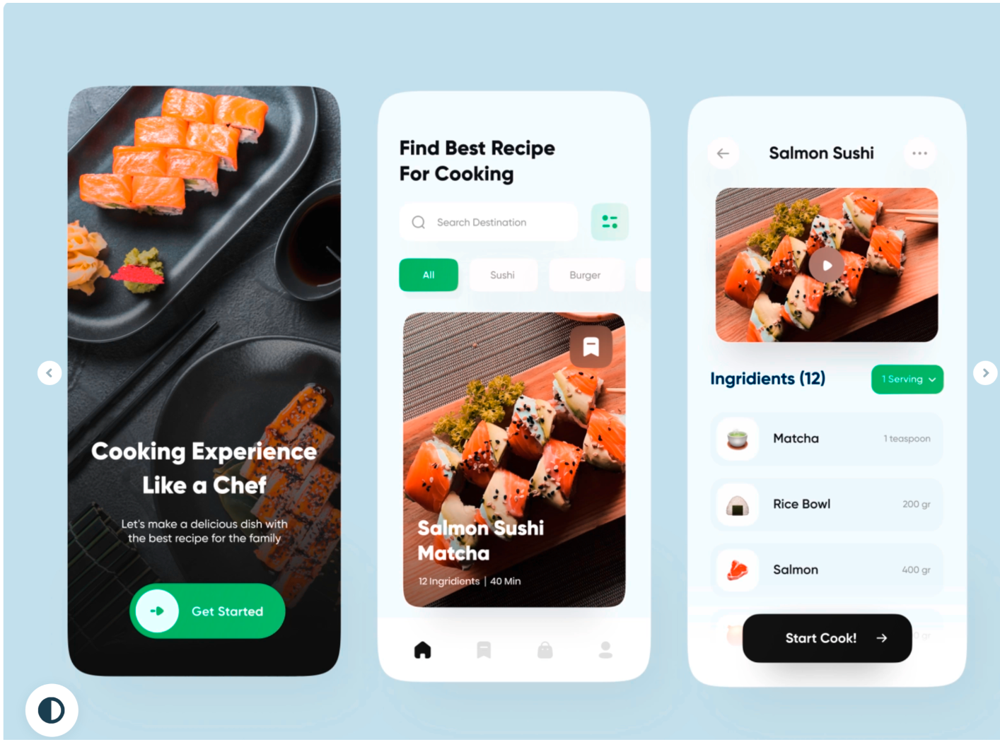 Cooking Experience
Like a Chef
Let's make a delicious dish with
the best recipe for the family
Get Started
Find Best Recipe
For Cooking
Search Destination
All
Sushi
Burger
Salmon Sushi
Matcha
12 Ingridients | 40 Min
Salmon Sushi
Ingridients (12)
1 Serving
Matcha
1 teaspoon
Rice Bowl
200 gr
Salmon
400 gr
gr
Start Cook!